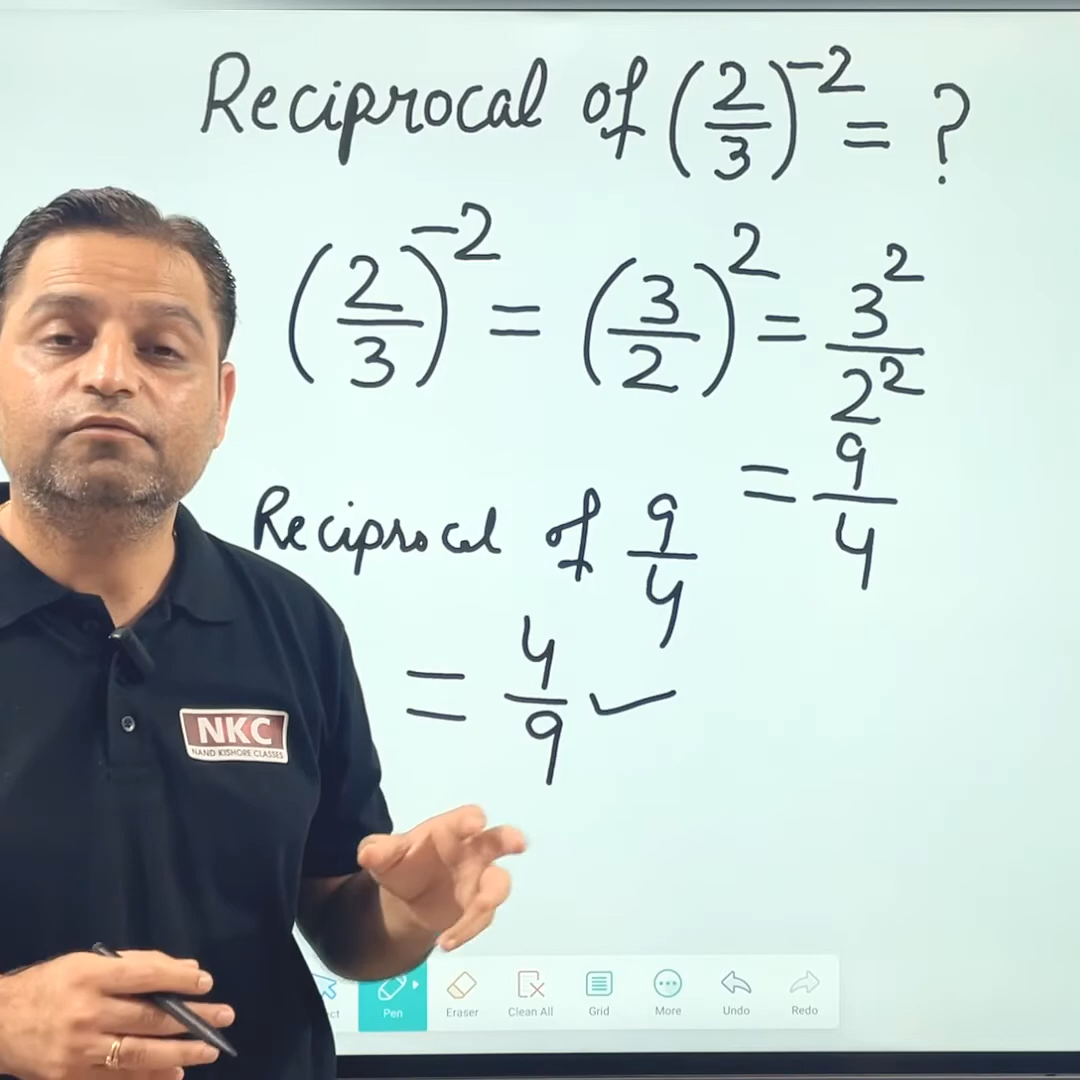 Reciprocal of (2/3)^-2 = ?
(2/3)^-2 = (3/2)^2 = 3^2/2^2
= 9/4
Reciprocal of 9/4
= 4/9 ✓
NKC
NAND KISHORE CLASSES
Pen Eraser Clean All Grid More Undo Redo